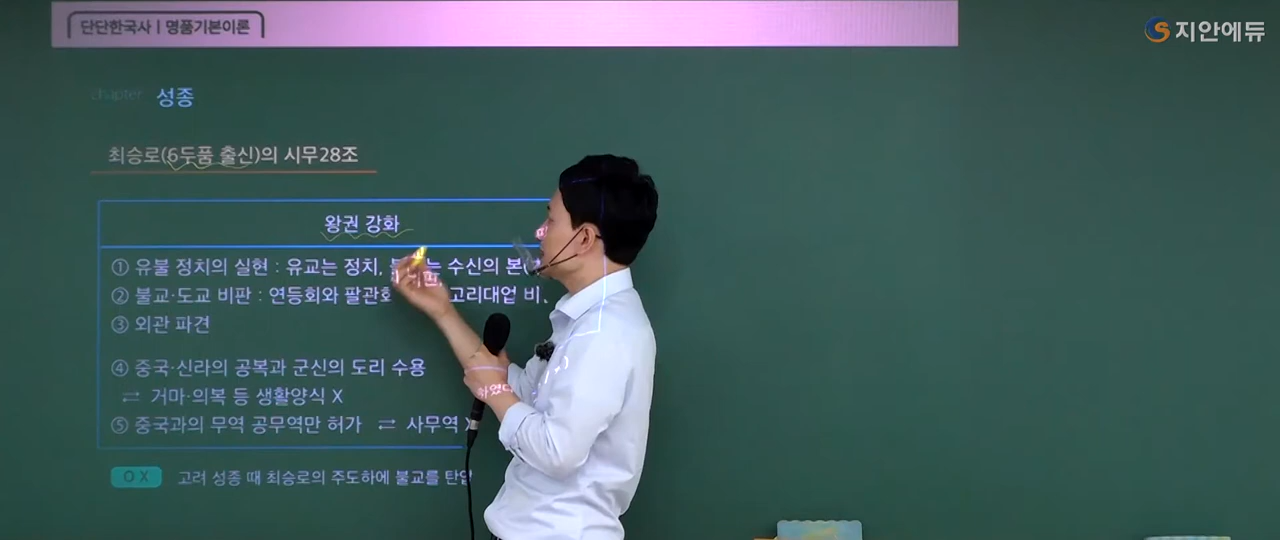 단단한국사 | 명품기본이론
지안에듀
chapter 성종
최승로(6두품 출신)의 시무28조
왕권 강화
① 유불 정치의 실현 : 유교는 정치, 수신의 본
② 불교·도교 비판 : 연등회와 팔관회 고리대업 비
③ 외관 파견
④ 중국·신라의 공복과 군신의 도리 수용
⇄ 거마·의복 등 생활양식 X
⑤ 중국과의 무역 공무역만 허가 ⇄ 사무역 X
O X 고려 성종 때 최승로의 주도하에 불교를 탄압
하였다